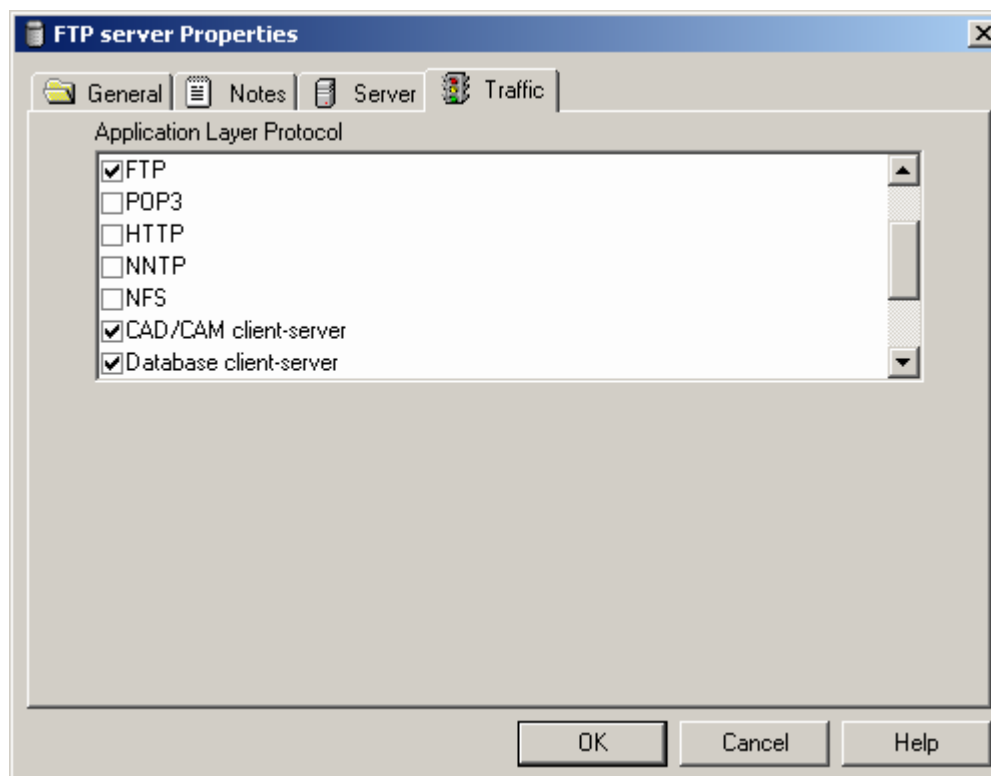 FTP server Properties
General Notes Server Traffic
Application Layer Protocol
FTP
POP3
HTTP
NNTP
NFS
CAD/CAM client-server
Database client-server
OK Cancel Help